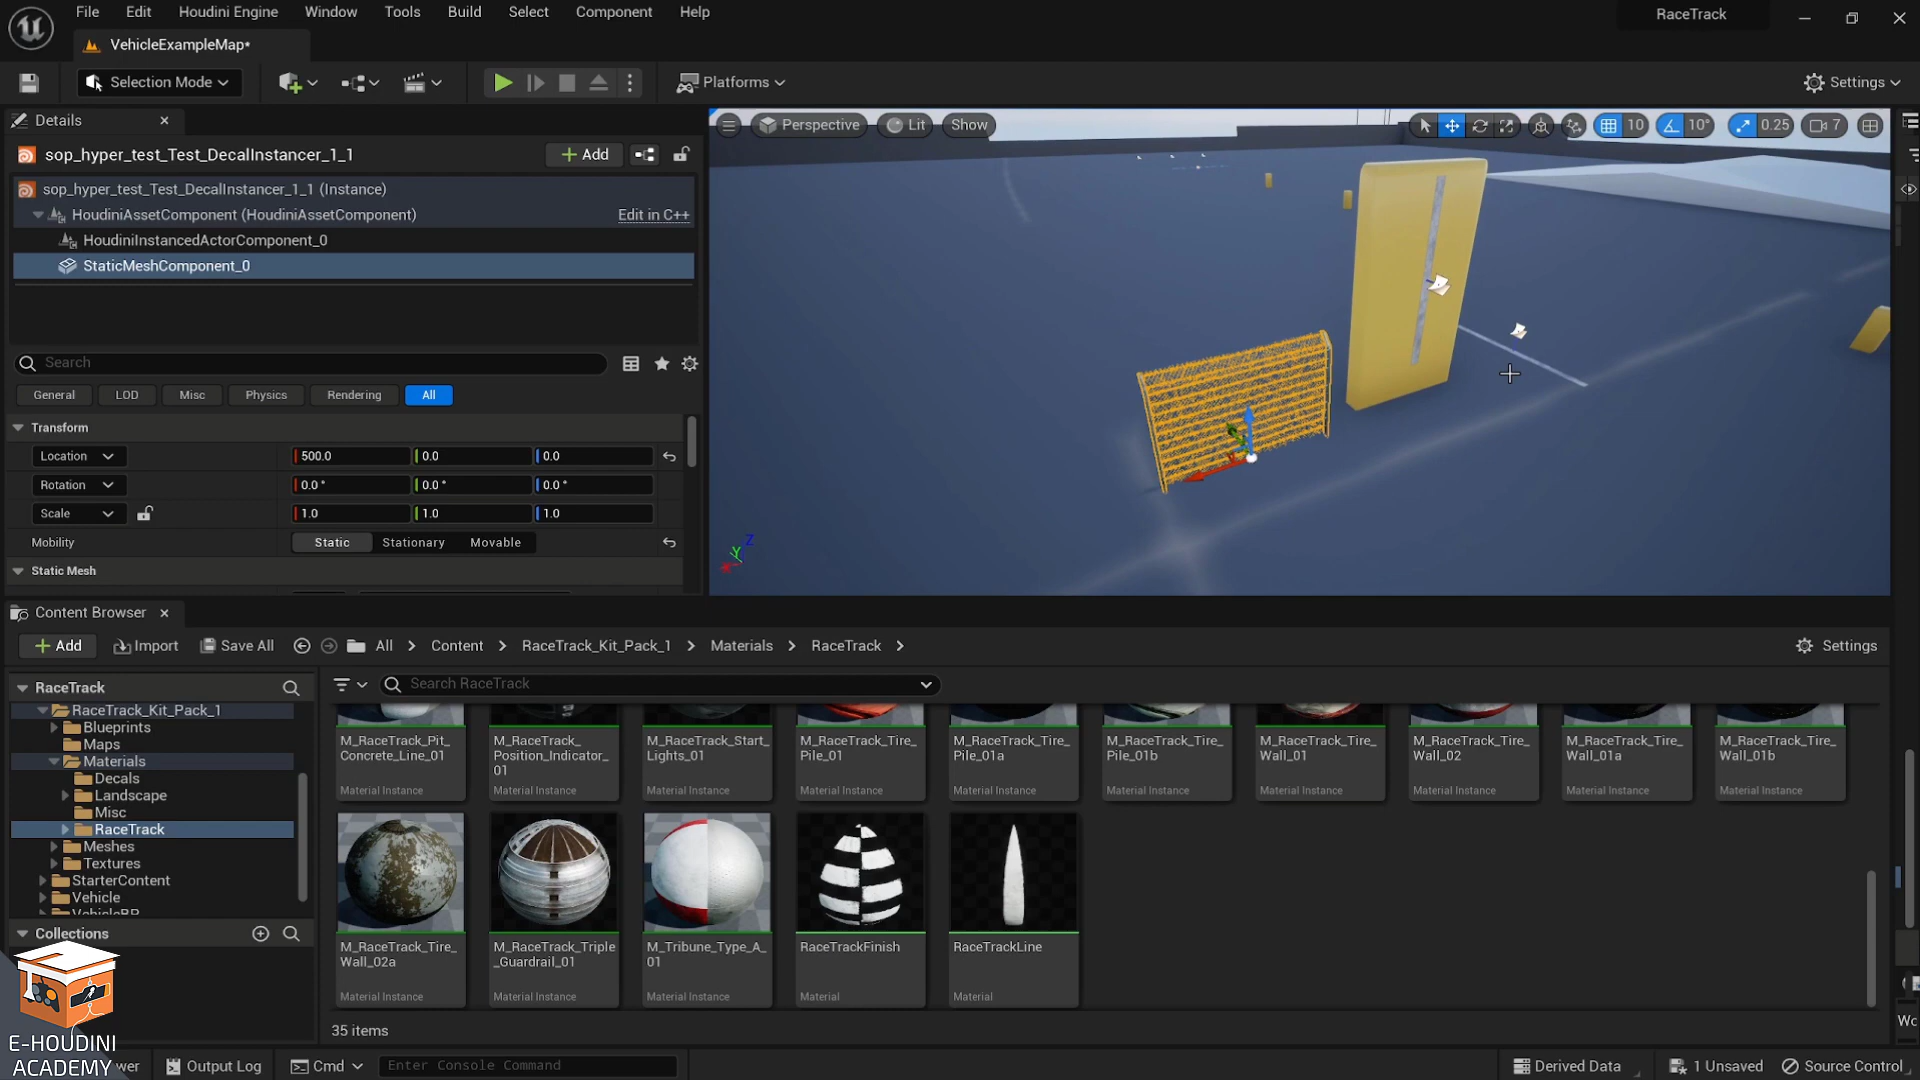 File Edit Houdini Engine Window Tools Build Select Actor Component Help
RaceTrack
VehicleExampleMap*
Selection Mode
Platforms
Settings
Details
sop_hyper_test_Test_DecalInstancer_1_1
Add
sop_hyper_test_Test_DecalInstancer_1_1 (Instance)
HoudiniAssetComponent (HoudiniAssetComponent)
Edit in C++
HoudiniInstancedActorComponent_0
StaticMeshComponent_0
Search
General LOD Misc Physics Rendering All
Transform
Location 500.0 0.0 0.0
Rotation 0.0 ° 0.0 ° 0.0 °
Scale 1.0 1.0 1.0
Mobility Static Stationary Movable
Static Mesh
Perspective Lit Show
10 10° 0.25 7
Z
Y
Content Browser
Add Import Save All All Content RaceTrack_Kit_Pack_1 Materials RaceTrack
Settings
RaceTrack
RaceTrack_Kit_Pack_1
Blueprints
Maps
Materials
Decals
Landscape
Misc
RaceTrack
Meshes
Textures
StarterContent
Vehicle
VehicleBP
Collections
Search RaceTrack
M_RaceTrack_Pit_
Concrete_Line_01
Material Instance
M_RaceTrack_
Position_Indicator_
01
Material Instance
M_RaceTrack_Start_
Lights_01
Material Instance
M_RaceTrack_Tire_
Pile_01
Material Instance
M_RaceTrack_Tire_
Pile_01a
Material Instance
M_RaceTrack_Tire_
Pile_01b
Material Instance
M_RaceTrack_Tire_
Wall_01
Material Instance
M_RaceTrack_Tire_
Wall_02
Material Instance
M_RaceTrack_Tire_
Wall_01a
Material Instance
M_RaceTrack_Tire_
Wall_01b
Material Instance
M_RaceTrack_Tire_
Wall_02a
Material Instance
M_RaceTrack_Triple
_Guardrail_01
Material Instance
M_Tribune_Type_A_
01
Material Instance
RaceTrackFinish
Material
RaceTrackLine
Material
35 items
Wc
E-HOUDINI
ACADEMY
wer
Output Log
Cmd
Enter Console Command
Derived Data
1 Unsaved
Source Control